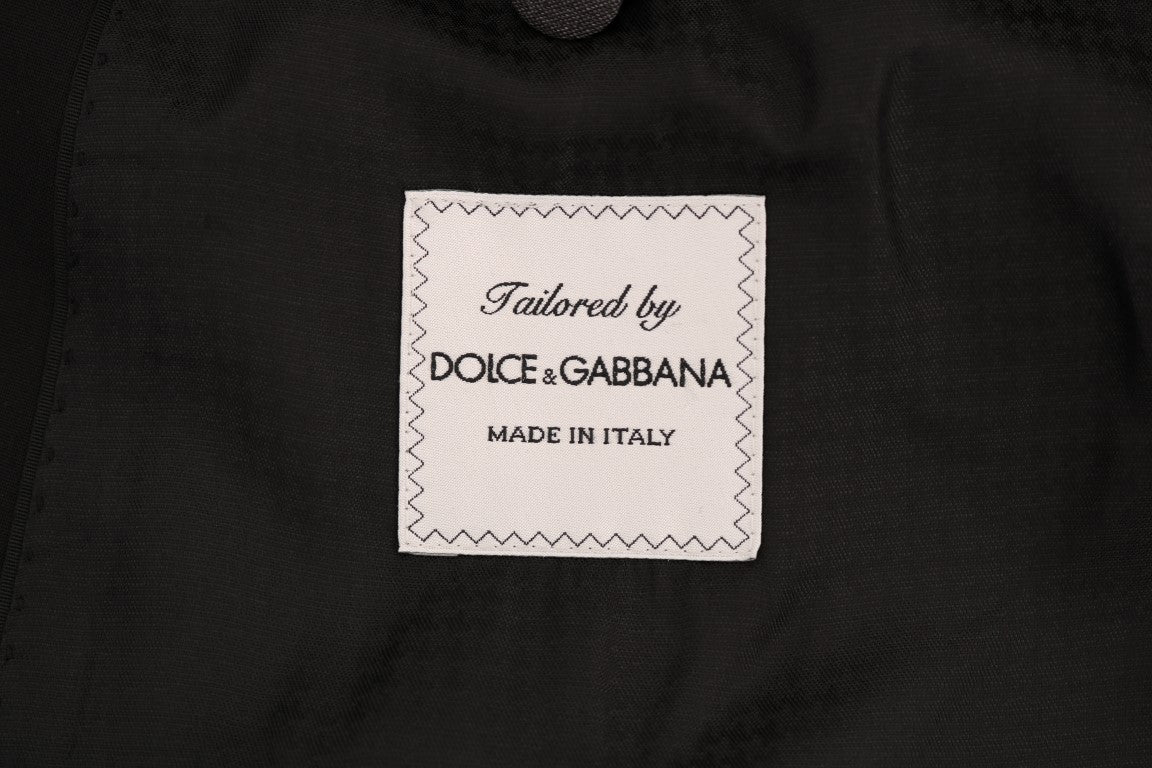 Tailored by
DOLCE & GABBANA
MADE IN ITALY